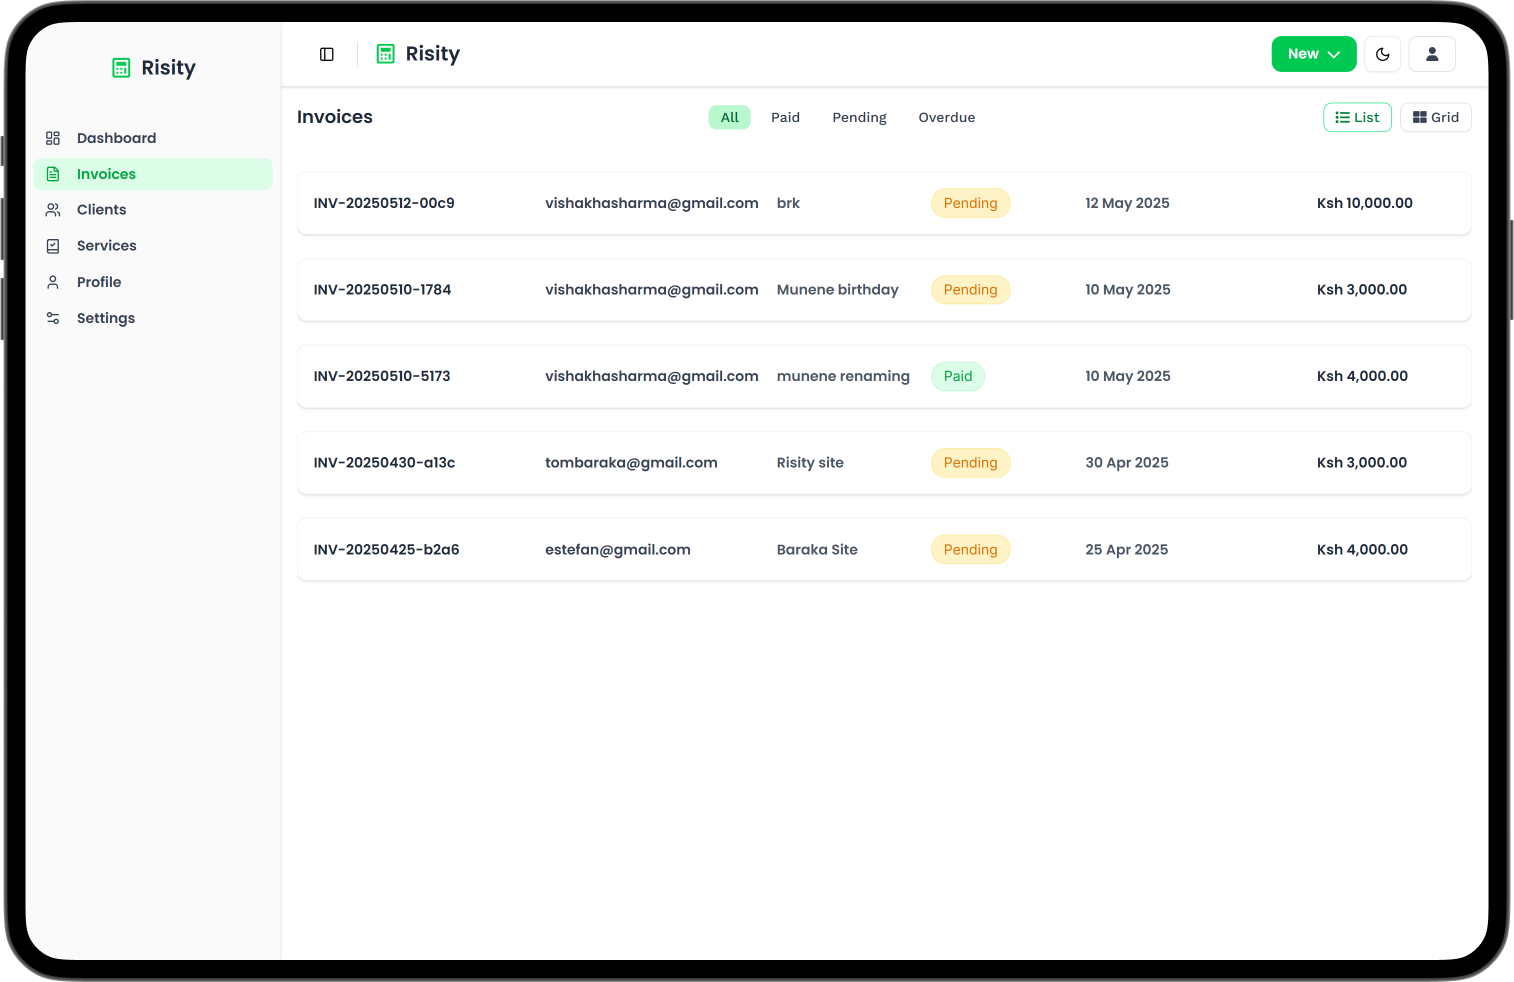 Risity
Dashboard
Invoices
Clients
Services
Profile
Settings
Risity
New
Invoices
All Paid Pending Overdue
List Grid
INV-20250512-00c9 vishakhasharma@gmail.com brk Pending 12 May 2025 Ksh 10,000.00
INV-20250510-1784 vishakhasharma@gmail.com Munene birthday Pending 10 May 2025 Ksh 3,000.00
INV-20250510-5173 vishakhasharma@gmail.com munene renaming Paid 10 May 2025 Ksh 4,000.00
INV-20250430-a13c tombaraka@gmail.com Risity site Pending 30 Apr 2025 Ksh 3,000.00
INV-20250425-b2a6 estefan@gmail.com Baraka Site Pending 25 Apr 2025 Ksh 4,000.00